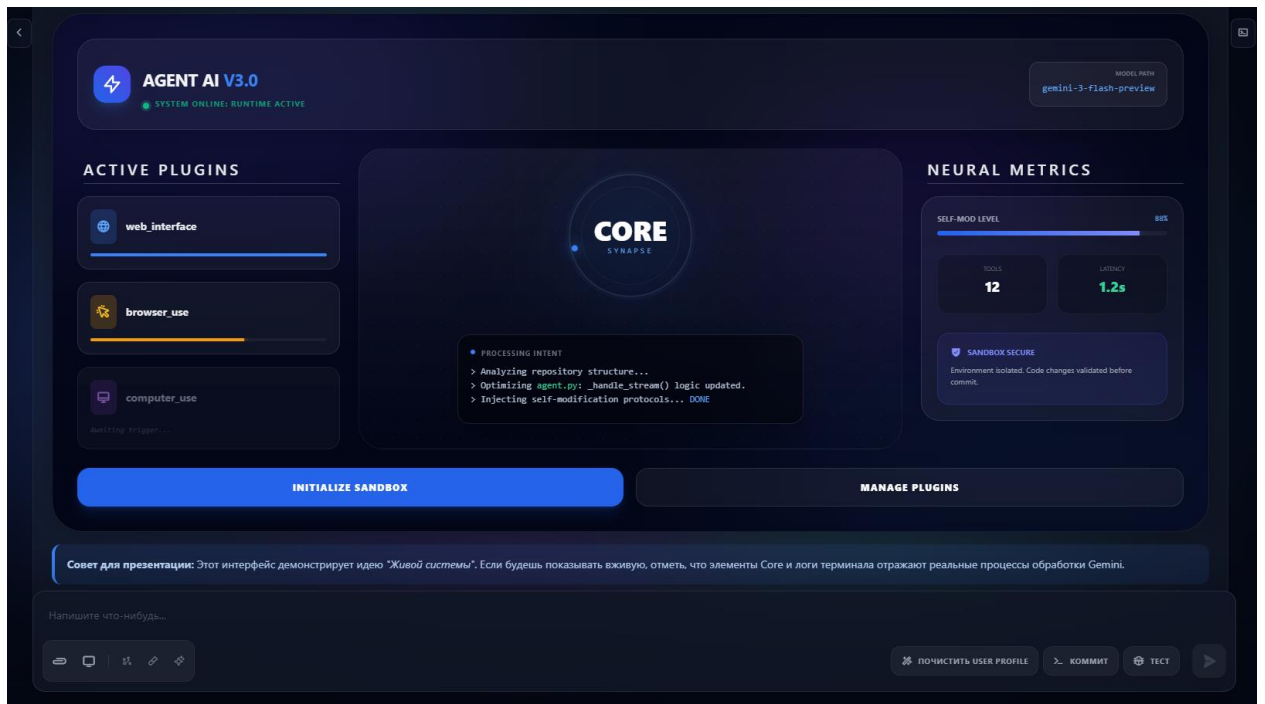 AGENT AI V3.0
SYSTEM ONLINE: RUNTIME ACTIVE
MODEL PATH
gemini-3-flash-preview
ACTIVE PLUGINS
web_interface
browser_use
computer_use
Awaiting trigger...
CORE
SYNAPSE
PROCESSING INTENT
> Analyzing repository structure...
> Optimizing agent.py: _handle_stream() logic updated.
> Injecting self-modification protocols... DONE
NEURAL METRICS
SELF-MOD LEVEL
88%
TOOLS
12
LATENCY
1.2s
SANDBOX SECURE
Environment isolated. Code changes validated before
commit.
INITIALIZE SANDBOX
MANAGE PLUGINS
Совет для презентации: Этот интерфейс демонстрирует идею "Живой системы". Если будешь показывать вживую, отметь, что элементы Core и логи терминала отражают реальные процессы обработки Gemini.
Напишите что-нибудь...
ПОЧИСТИТЬ USER PROFILE
КОММИТ
ТЕСТ